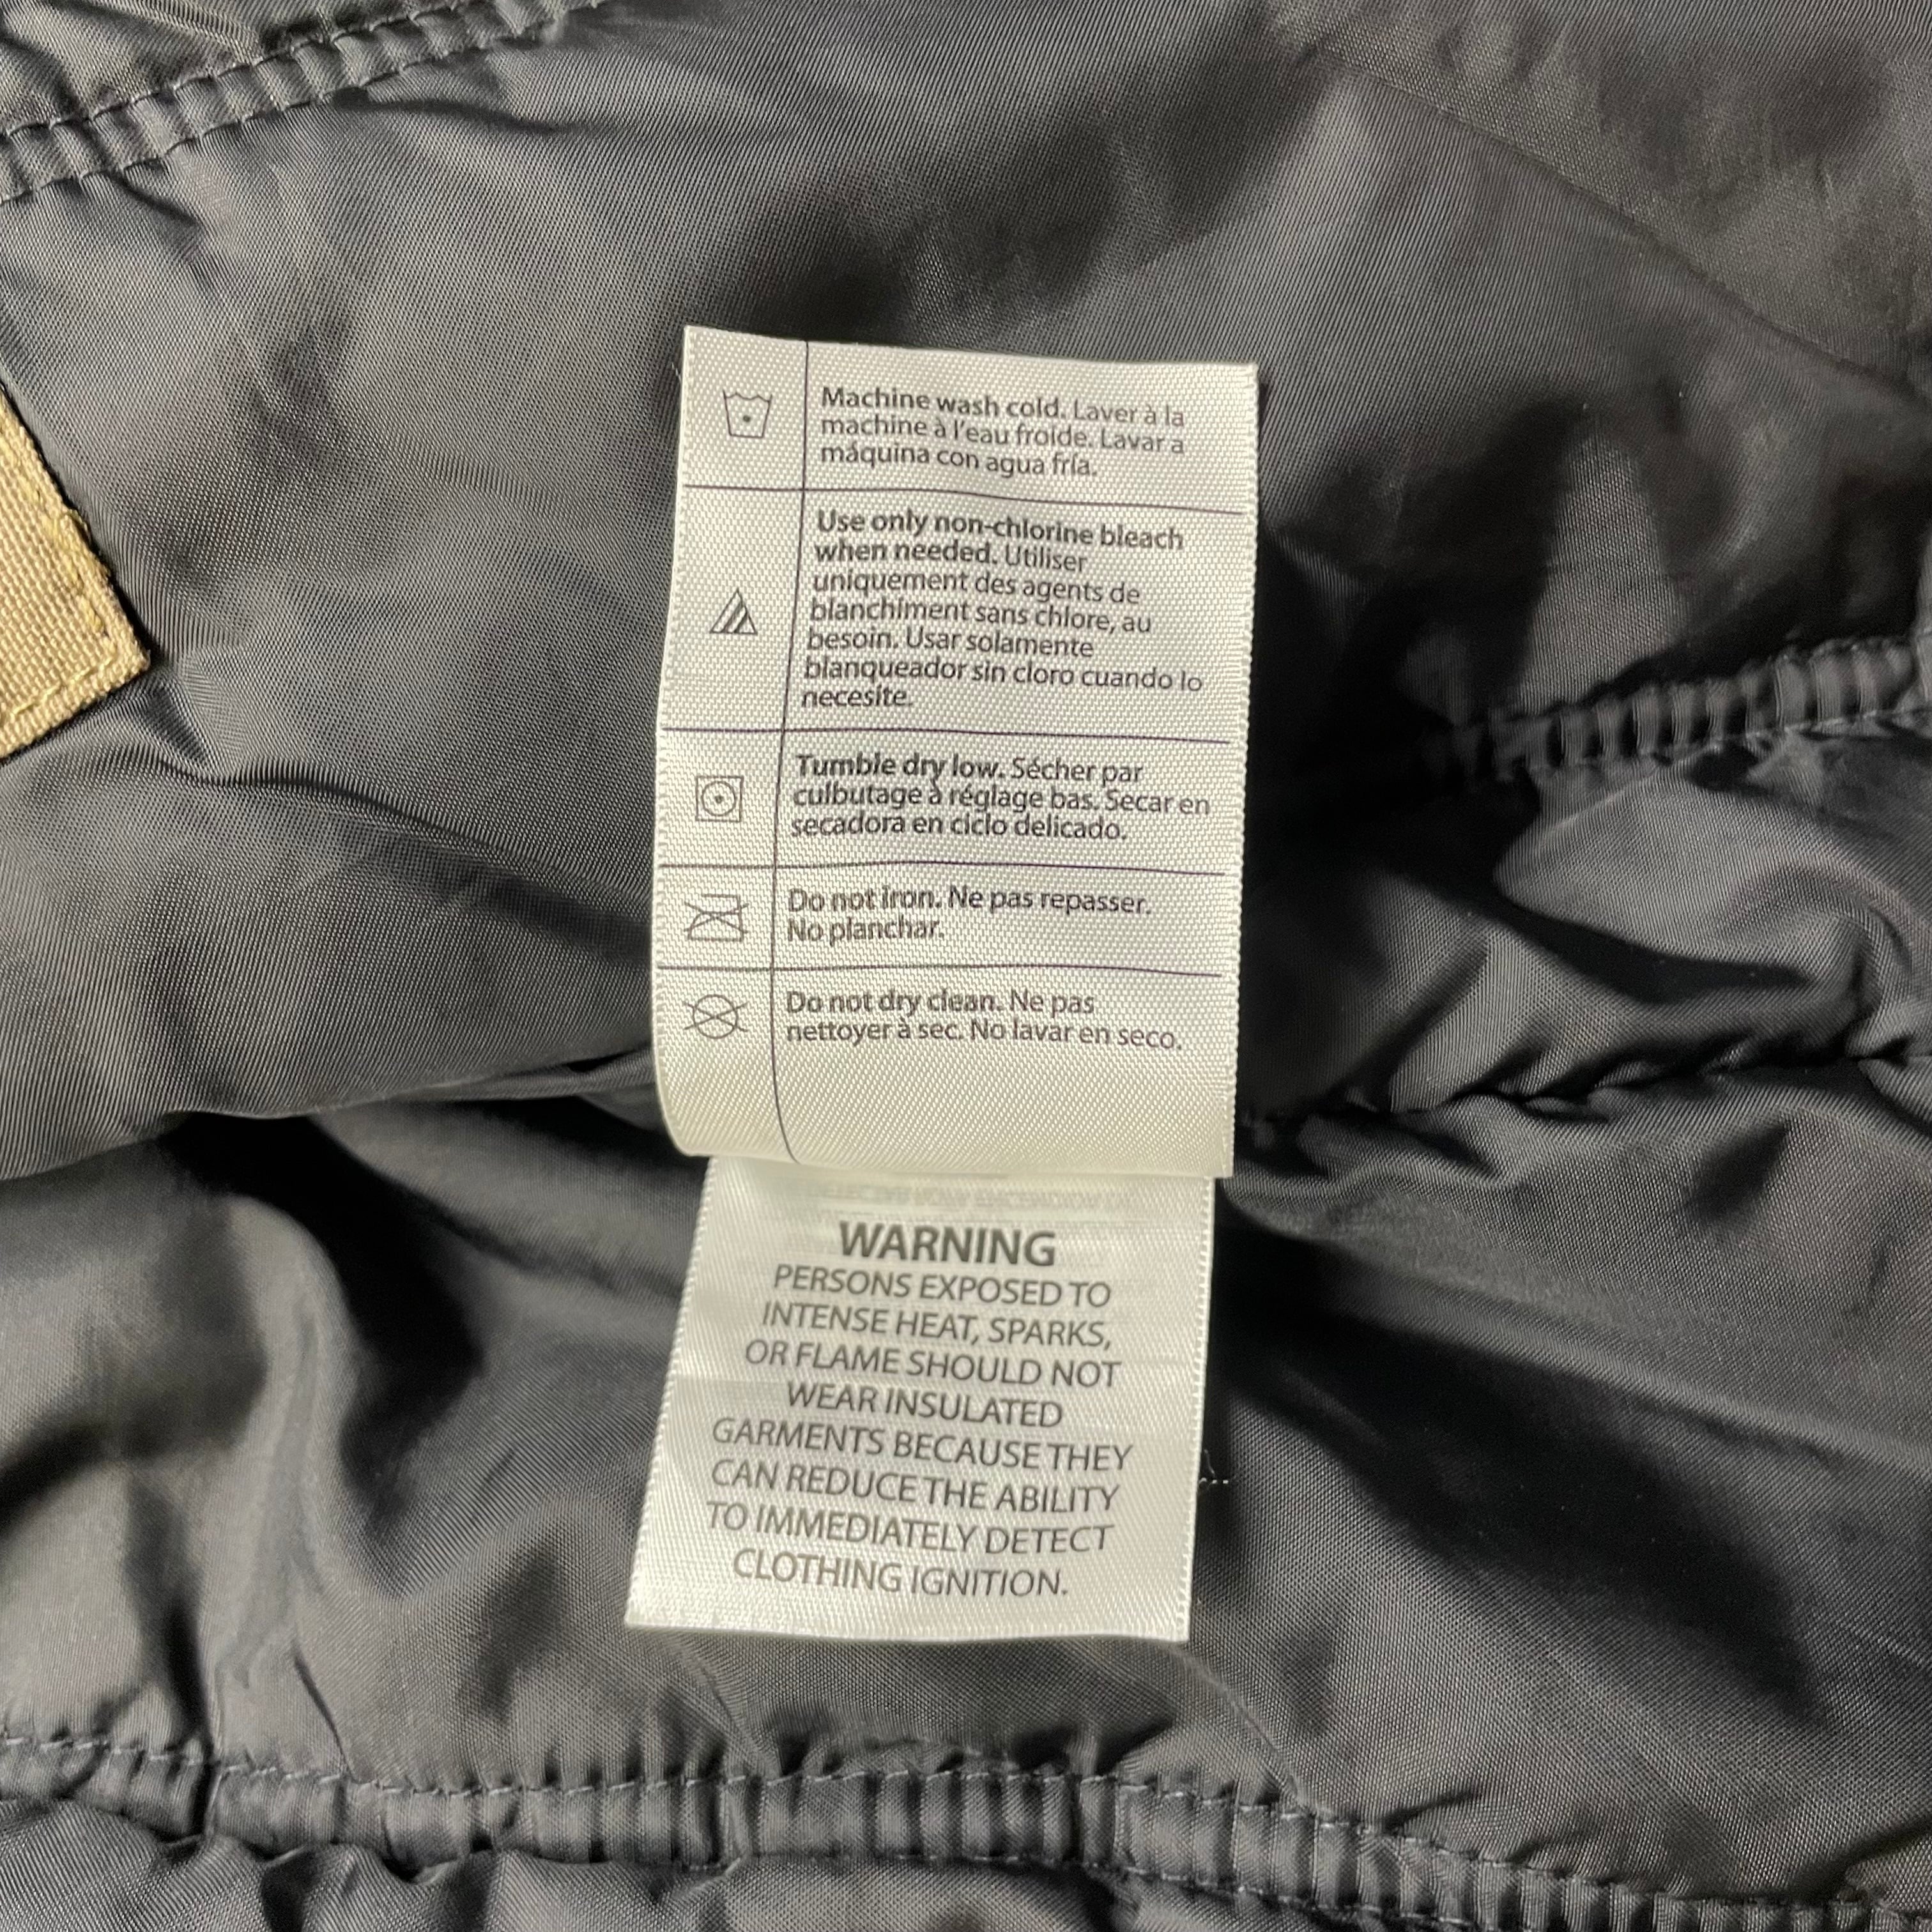 Machine wash cold. Laver à la
machine à l'eau froide. Lavar a
máquina con agua fría.
Use only non-chlorine bleach
when needed. Utiliser
uniquement des agents de
blanchiment sans chlore, au
besoin. Usar solamente
blanqueador sin cloro cuando lo
necesite.
Tumble dry low. Sécher par
culbutage à réglage bas. Secar en
secadora en ciclo delicado.
Do not iron. Ne pas repasser.
No planchar.
Do not dry clean. Ne pas
nettoyer à sec. No lavar en seco.
WARNING
PERSONS EXPOSED TO
INTENSE HEAT, SPARKS,
OR FLAME SHOULD NOT
WEAR INSULATED
GARMENTS BECAUSE THEY
CAN REDUCE THE ABILITY
TO IMMEDIATELY DETECT
CLOTHING IGNITION.